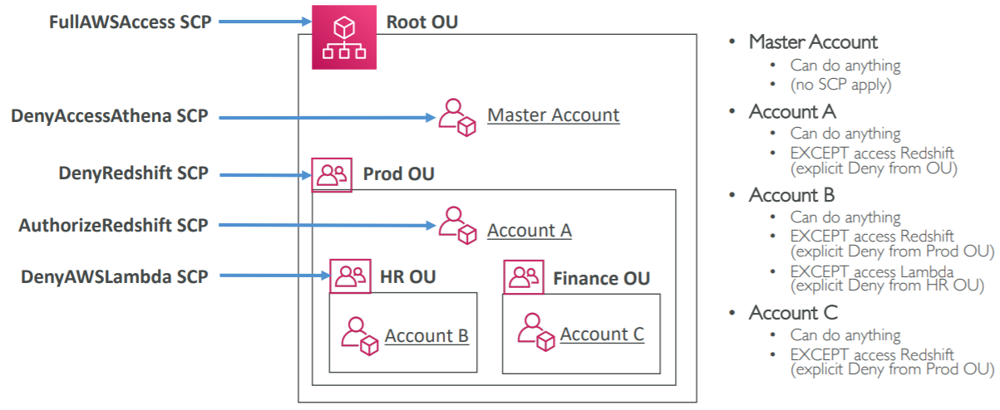 FullAWSAccess SCP
Root OU
DenyAccessAthena SCP
Master Account
DenyRedshift SCP
Prod OU
AuthorizeRedshift SCP
Account A
DenyAWSLambda SCP
HR OU
Finance OU
Account B
Account C
• Master Account
• Can do anything
• (no SCP apply)
• Account A
• Can do anything
• EXCEPT access Redshift
(explicit Deny from OU)
• Account B
• Can do anything
• EXCEPT access Redshift
(explicit Deny from Prod OU)
• EXCEPT access Lambda
(explicit Deny from HR OU)
• Account C
• Can do anything
• EXCEPT access Redshift
(explicit Deny from Prod OU)